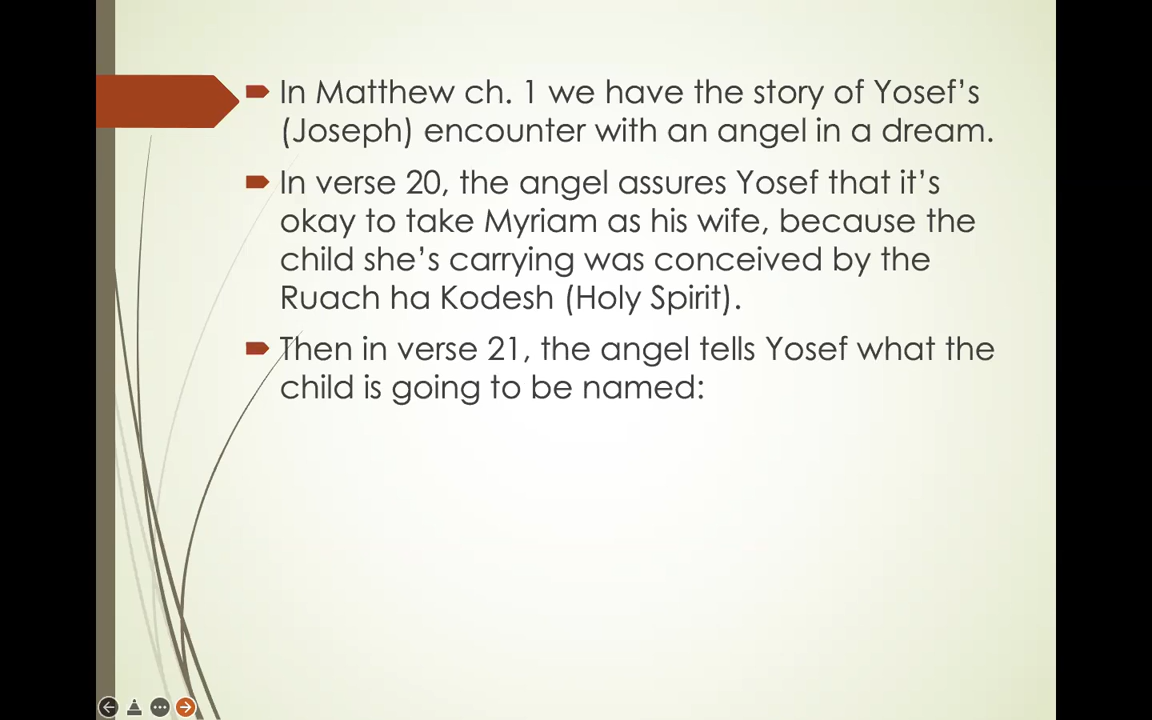 In Matthew ch. 1 we have the story of Yosef’s
(Joseph) encounter with an angel in a dream.
In verse 20, the angel assures Yosef that it’s
okay to take Myriam as his wife, because the
child she’s carrying was conceived by the
Ruach ha Kodesh (Holy Spirit).
Then in verse 21, the angel tells Yosef what the
child is going to be named: